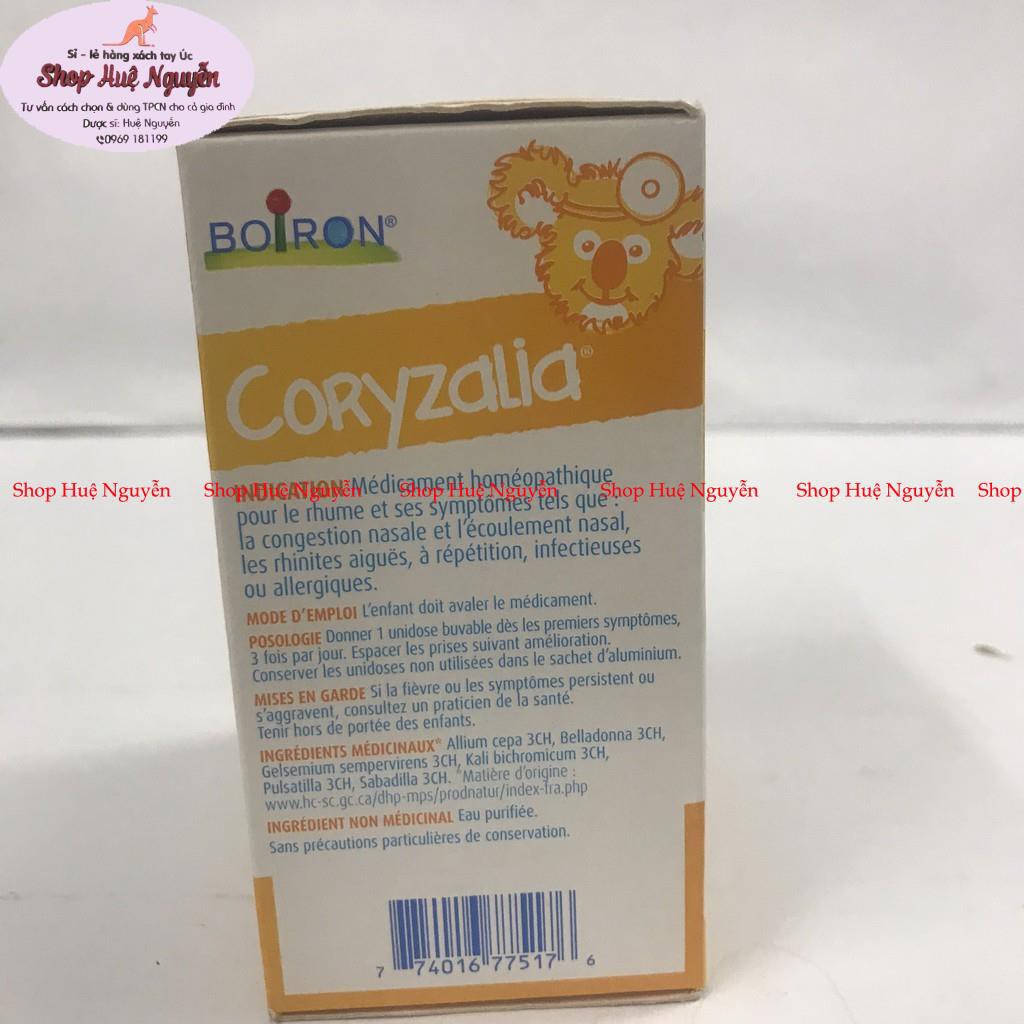 Sỉ - lẻ hàng xách tay Úc
Shop Huệ Nguyễn
Tư vấn cách chọn & dùng TPCN cho cả gia đình
Dược sĩ: Huệ Nguyễn
0969 181199
BOIRON®
CORYZalia®
INDICATION Médicament homéopathique
Shop Huệ Nguyễn Shop Huệ Nguyễn Shop Huệ Nguyễn Shop Huệ Nguyễn Shop Huệ Nguyễn Shop
pour le rhume et ses symptômes tels que :
la congestion nasale et l'écoulement nasal,
les rhinites aiguës, à répétition, infectieuses
ou allergiques.
MODE D'EMPLOI L'enfant doit avaler le médicament.
POSOLOGIE Donner 1 unidose buvable dès les premiers symptômes,
3 fois par jour. Espacer les prises suivant amélioration.
Conserver les unidoses non utilisées dans le sachet d'aluminium.
MISES EN GARDE Si la fièvre ou les symptômes persistent ou
s'aggravent, consultez un praticien de la santé.
Tenir hors de portée des enfants.
INGRÉDIENTS MÉDICINAUX* Allium cepa 3CH, Belladonna 3CH,
Gelsemium sempervirens 3CH, Kali bichromicum 3CH,
Pulsatilla 3CH, Sabadilla 3CH. *Matière d'origine :
www.hc-sc.gc.ca/dhp-mps/prodnatur/index-fra.php
INGRÉDIENT NON MÉDICINAL Eau purifiée.
Sans précautions particulières de conservation.
7 74016 77517 6